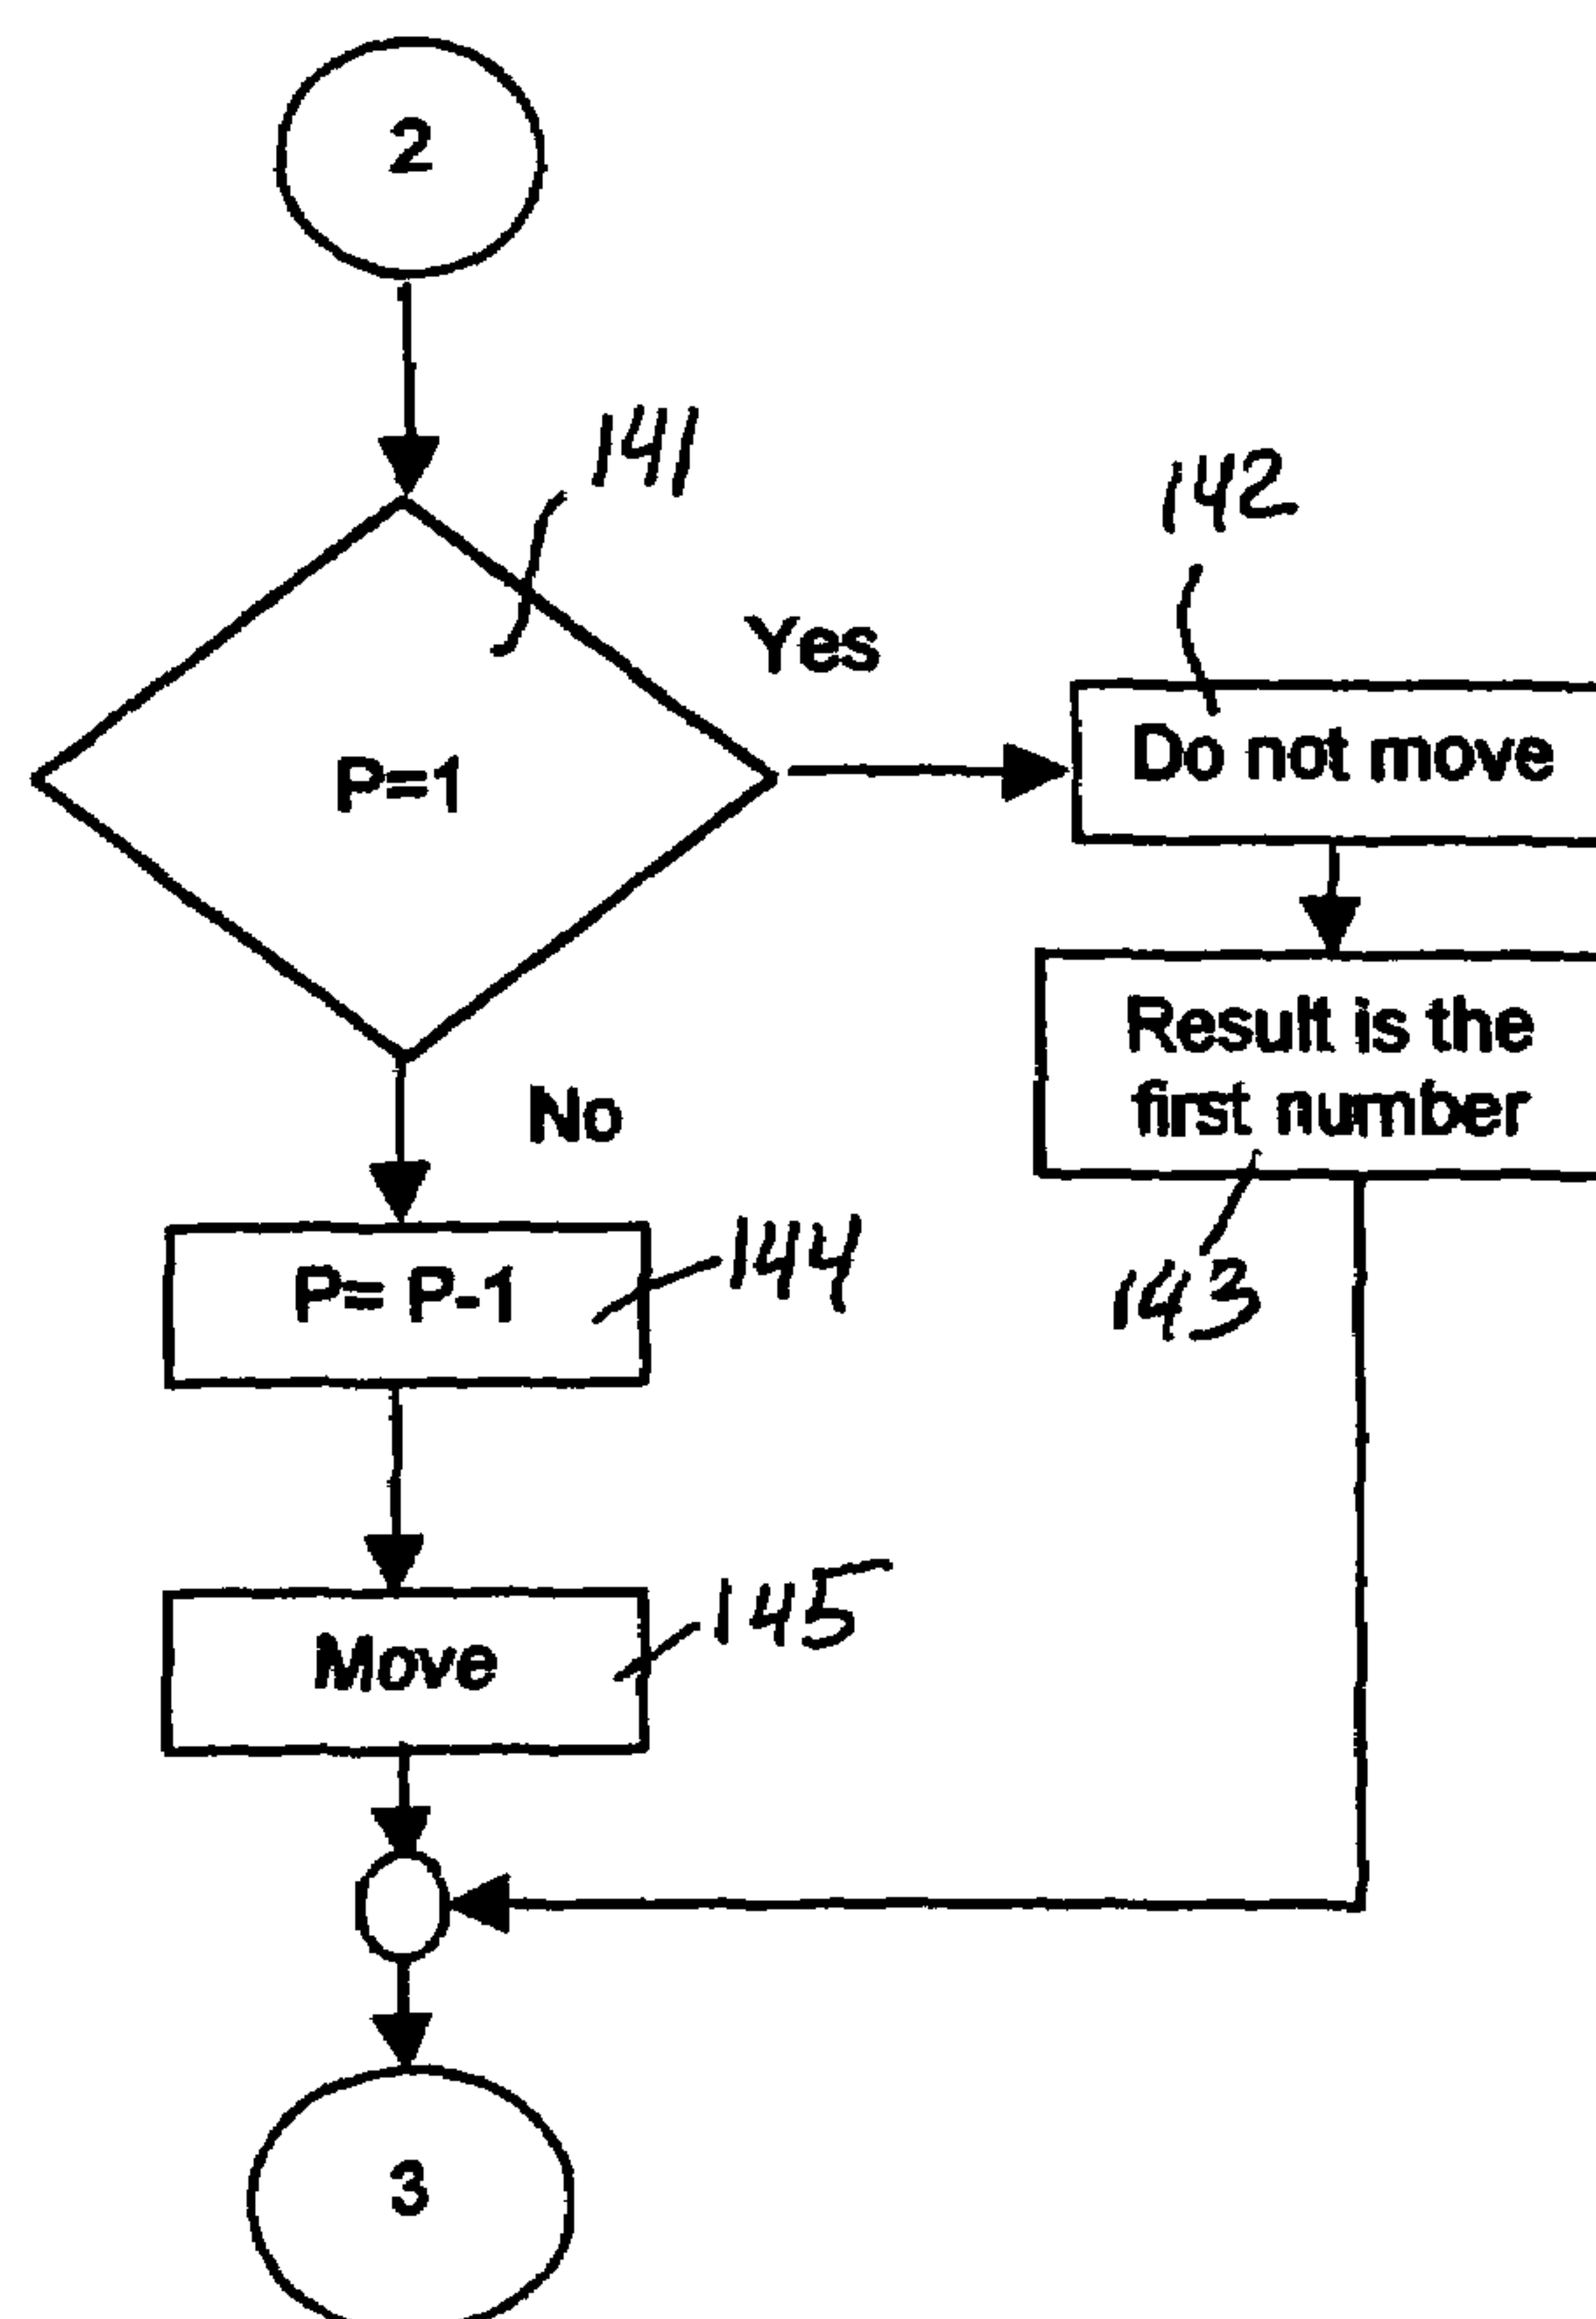 2
141
142
Yes
P=1
Do not move
Result is the
first number
No
P= P-1
144
143
Move
145
3